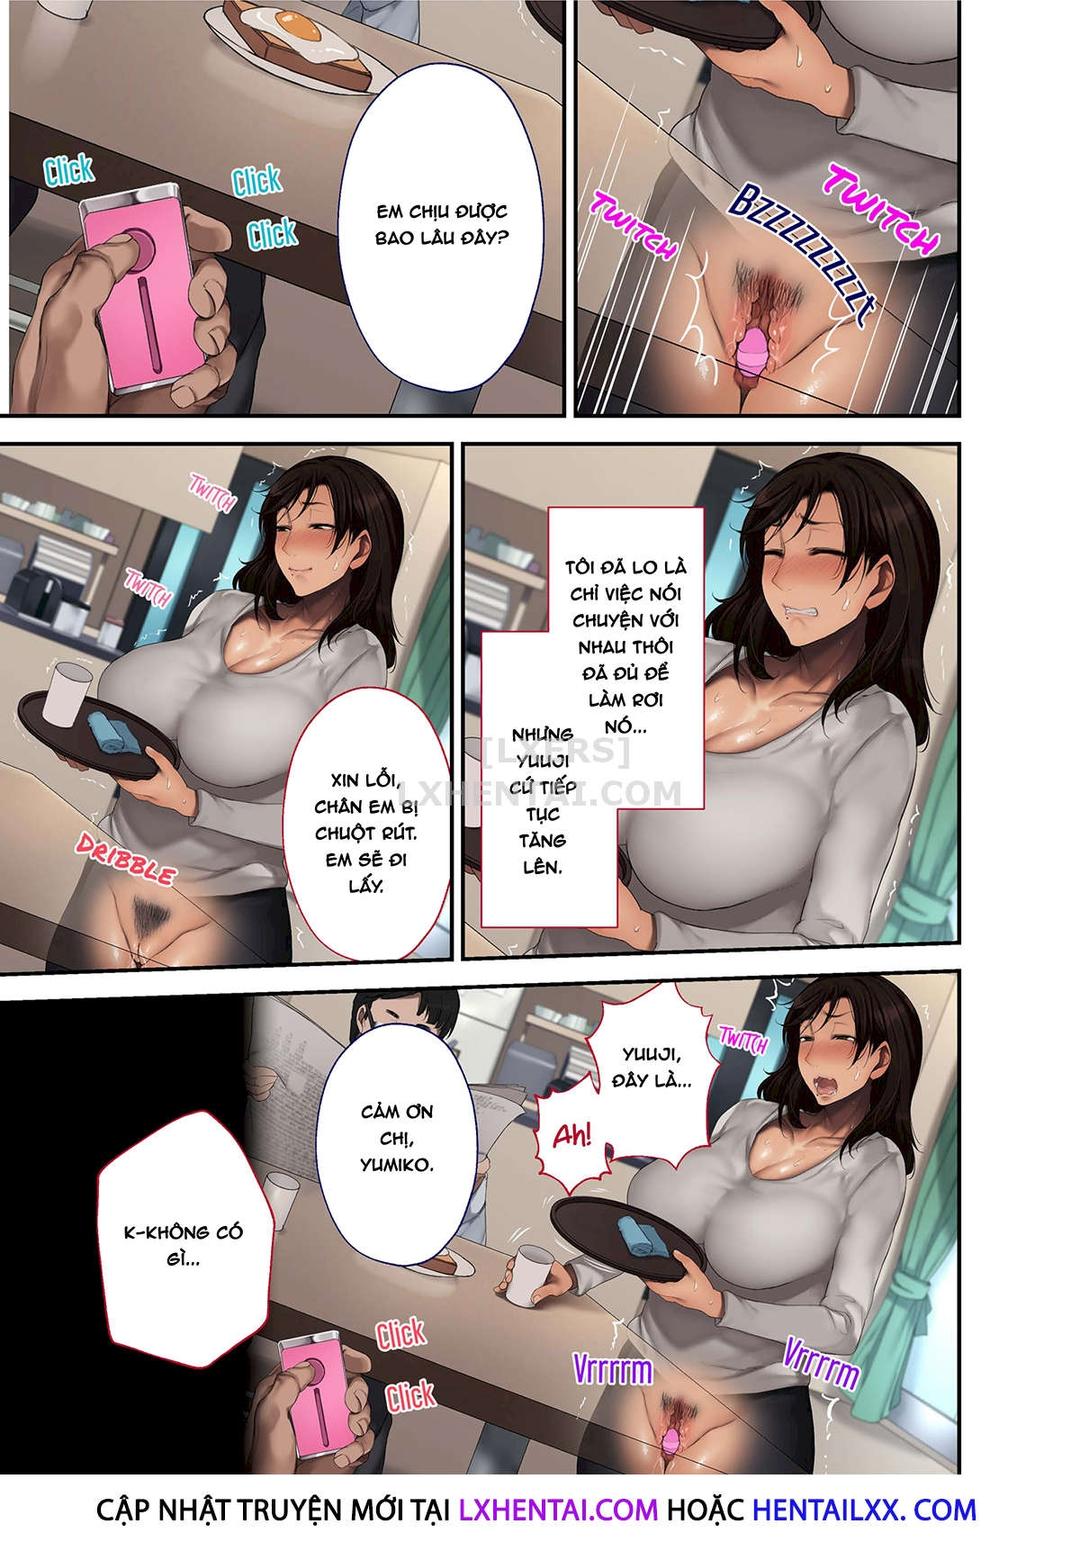 TWITCH
BZZZZZZZZZt
TWITCH
EM CHỊU ĐƯỢC
BAO LÂU ĐÂY?
Click
Click
Click
TÔI ĐÃ LO LÀ
CHỈ VIỆC NÓI
CHUYỆN VỚI
NHAU THÔI
ĐÃ ĐỦ ĐỂ
LÀM RƠI
NÓ...
NHƯNG
YUUJI
CỨ TIẾP
TỤC
TĂNG
LÊN.
[LXERS]
LXHENTAI.COM
TWITCH
TWITCH
XIN LỖI,
CHÂN EM BỊ
CHUỘT RÚT.
EM SẼ ĐI
LẤY.
DRIBBLE
TWITCH
YUUJI,
ĐÂY LÀ...
Ah!
CẢM ƠN
CHỊ,
YUMIKO.
K-KHÔNG CÓ
GÌ...
Click
Click
Vrrrrm
Vrrrrm
CẬP NHẬT TRUYỆN MỚI TẠI LXHENTAI.COM HOẶC HENTAILXX. COM